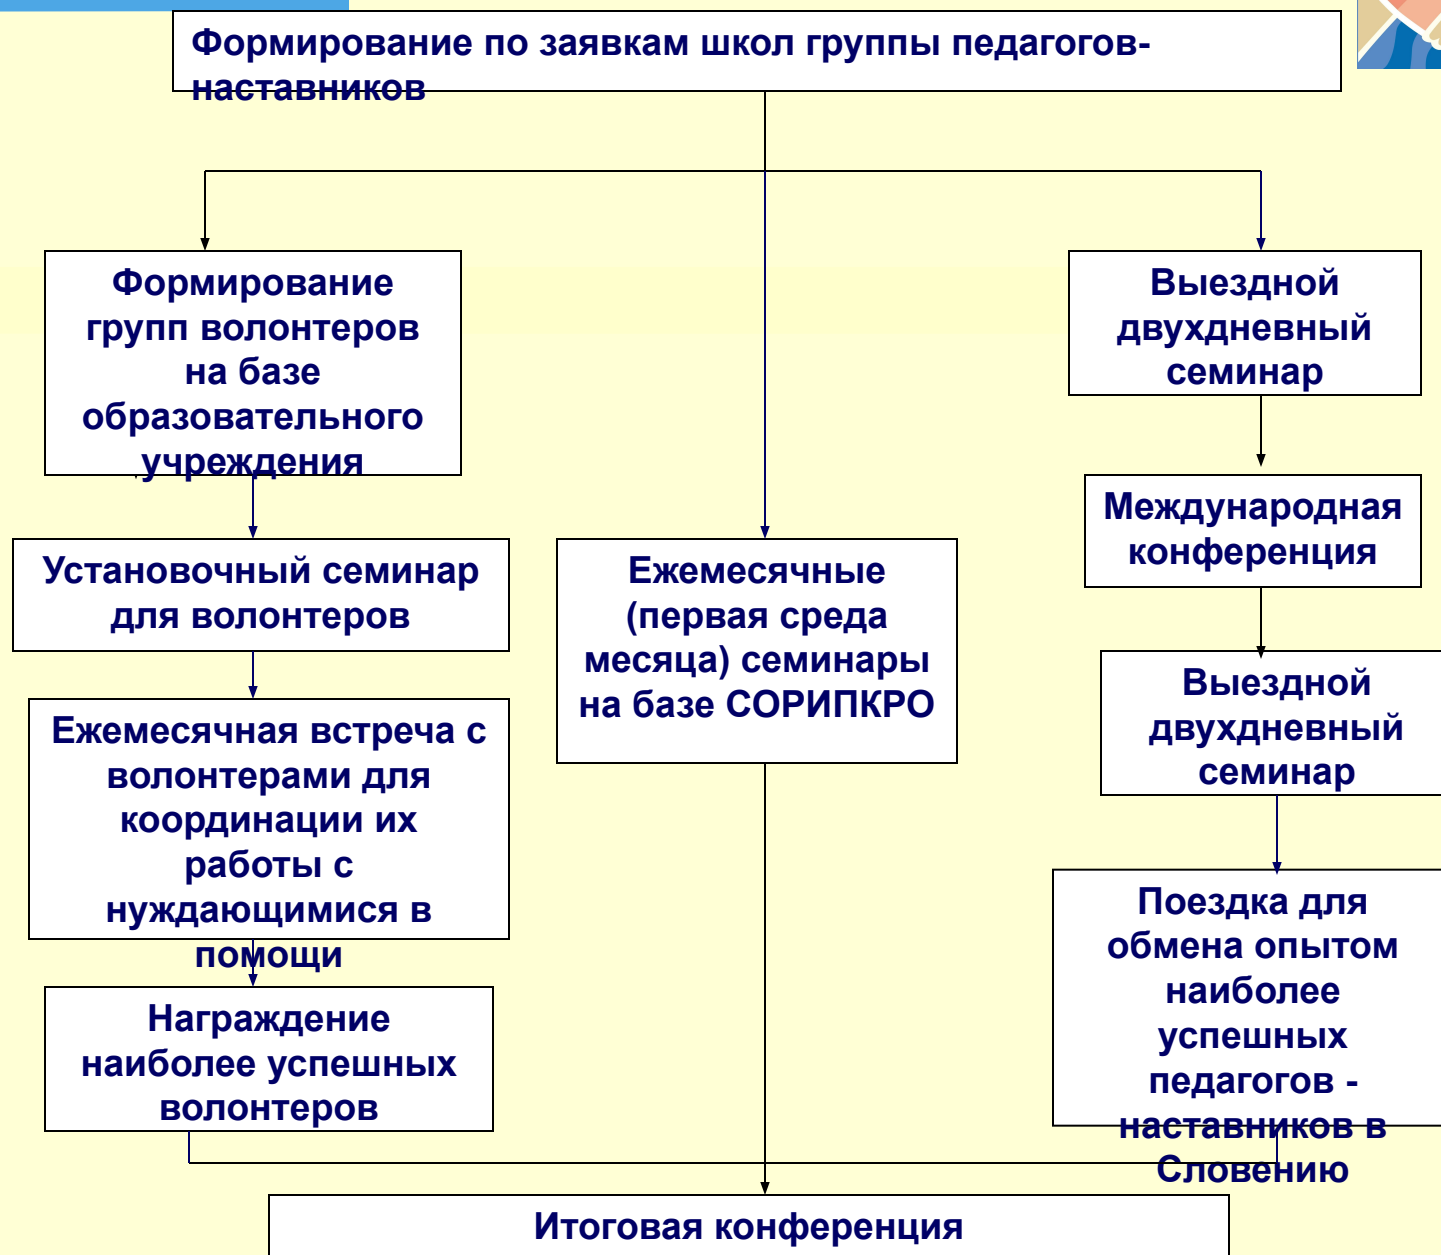 Формирование по заявкам школ группы педагогов-
наставников
Формирование
групп волонтеров
на базе
образовательного
учреждения
Установочный семинар
для волонтеров
Ежемесячная встреча с
волонтерами для
координации их
работы с
нуждающимися в
помощи
Награждение
наиболее успешных
волонтеров
Ежемесячные
(первая среда
месяца) семинары
на базе СОРИПКРО
Выездной
двухдневный
семинар
Международная
конференция
Выездной
двухдневный
семинар
Поездка для
обмена опытом
наиболее
успешных
педагогов -
наставников в
Словению
Итоговая конференция